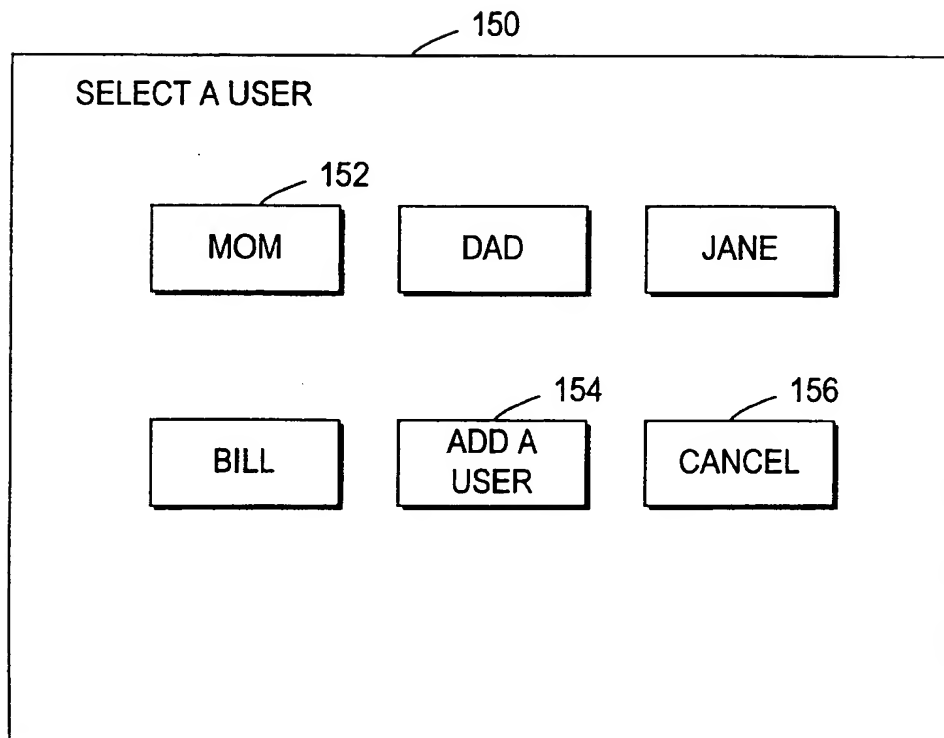 150
SELECT A USER
152
MOM
DAD
JANE
154
156
BILL
ADD A
USER
CANCEL